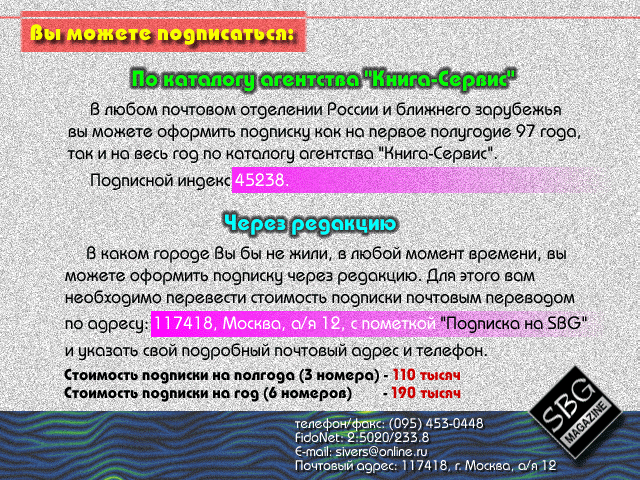 Вы можете подписаться:
По каталогу агентства "Книга-Сервис"
В любом почтовом отделении России и ближнего зарубежья
вы можете оформить подписку как на первое полугодие 97 года,
так и на весь год по каталогу агентства "Книга-Сервис".
Подписной индекс 45238.
Через редакцию
В каком городе Вы бы не жили, в любой момент времени, вы
можете оформить подписку через редакцию. Для этого вам
необходимо перевести стоимость подписки почтовым переводом
по адресу: 117418, Москва, а/я 12, с пометкой "Подписка на SBG"
и указать свой подробный почтовый адрес и телефон.
Стоимость подписки на полгода (3 номера) - 110 тысяч
Стоимость подписки на год (6 номеров) - 190 тысяч
SBG
MAGAZINE
телефон/факс: (095) 453-0448
FidoNet: 2:5020/233.8
E-mail: sivers@online.ru
Почтовый адрес: 117418, г. Москва, а/я 12